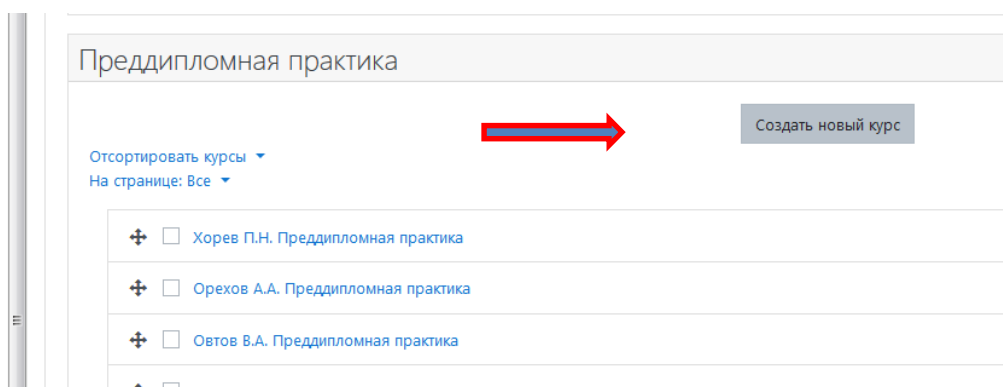 Преддипломная практика
Создать новый курс
Отсортировать курсы
На странице: Все
Хорев П.Н. Преддипломная практика
Орехов А.А. Преддипломная практика
Овтов В.А. Преддипломная практика